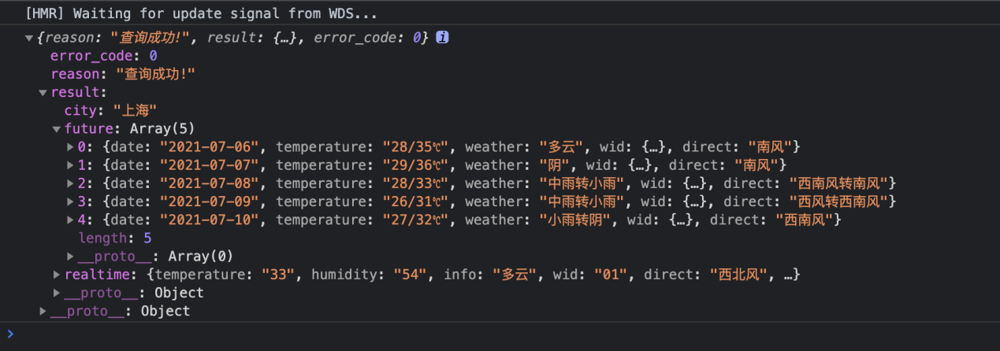 [HMR] Waiting for update signal from WDS...
{reason: "查询成功!", result: {…}, error_code: 0} i
error_code: 0
reason: "查询成功!"
result:
city: "上海"
future: Array(5)
0: {date: "2021-07-06", temperature: "28/35℃", weather: "多云", wid: {…}, direct: "南风"}
1: {date: "2021-07-07", temperature: "29/36℃", weather: "阴", wid: {…}, direct: "南风"}
2: {date: "2021-07-08", temperature: "28/33℃", weather: "中雨转小雨", wid: {…}, direct: "西南风转南风"}
3: {date: "2021-07-09", temperature: "26/31℃", weather: "中雨转小雨", wid: {…}, direct: "西风转西南风"}
4: {date: "2021-07-10", temperature: "27/32℃", weather: "小雨转阴", wid: {…}, direct: "西南风"}
length: 5
__proto__: Array(0)
realtime: {temperature: "33", humidity: "54", info: "多云", wid: "01", direct: "西北风", …}
__proto__: Object
__proto__: Object